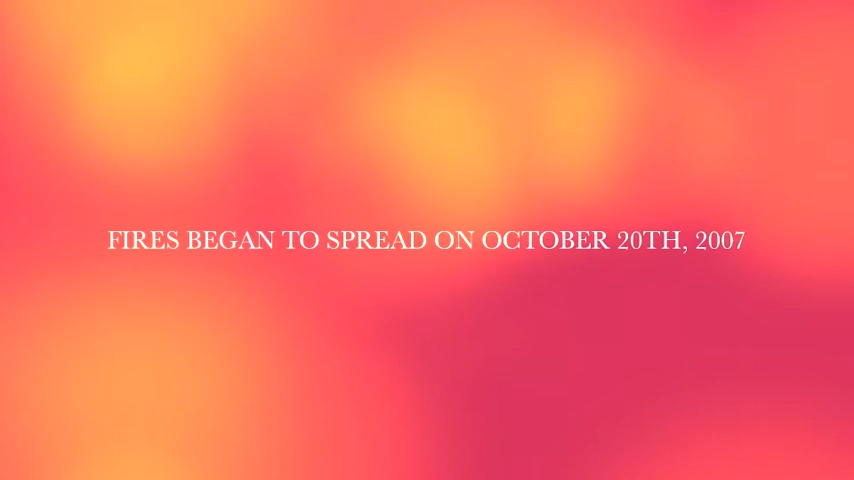 FIRES BEGAN TO SPREAD ON OCTOBER 20TH, 2007